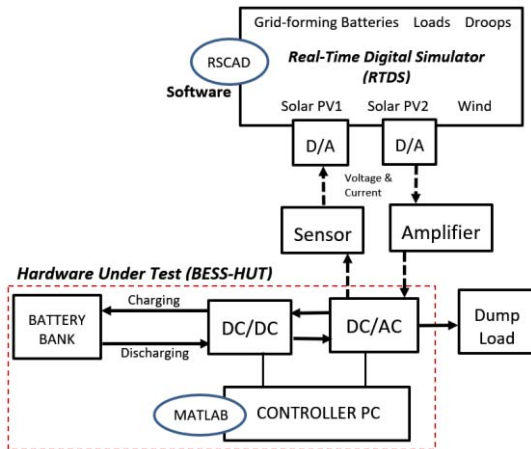 Grid-forming Batteries Loads Droops
RSCAD
Real-Time Digital Simulator
(RTDS)
Software
Solar PV1 Solar PV2 Wind
D/A D/A
Voltage &
Current
Sensor
Amplifier
Hardware Under Test (BESS-HUT)
Charging
BATTERY
BANK
DC/DC
DC/AC
Dump
Load
Discharging
MATLAB
CONTROLLER PC